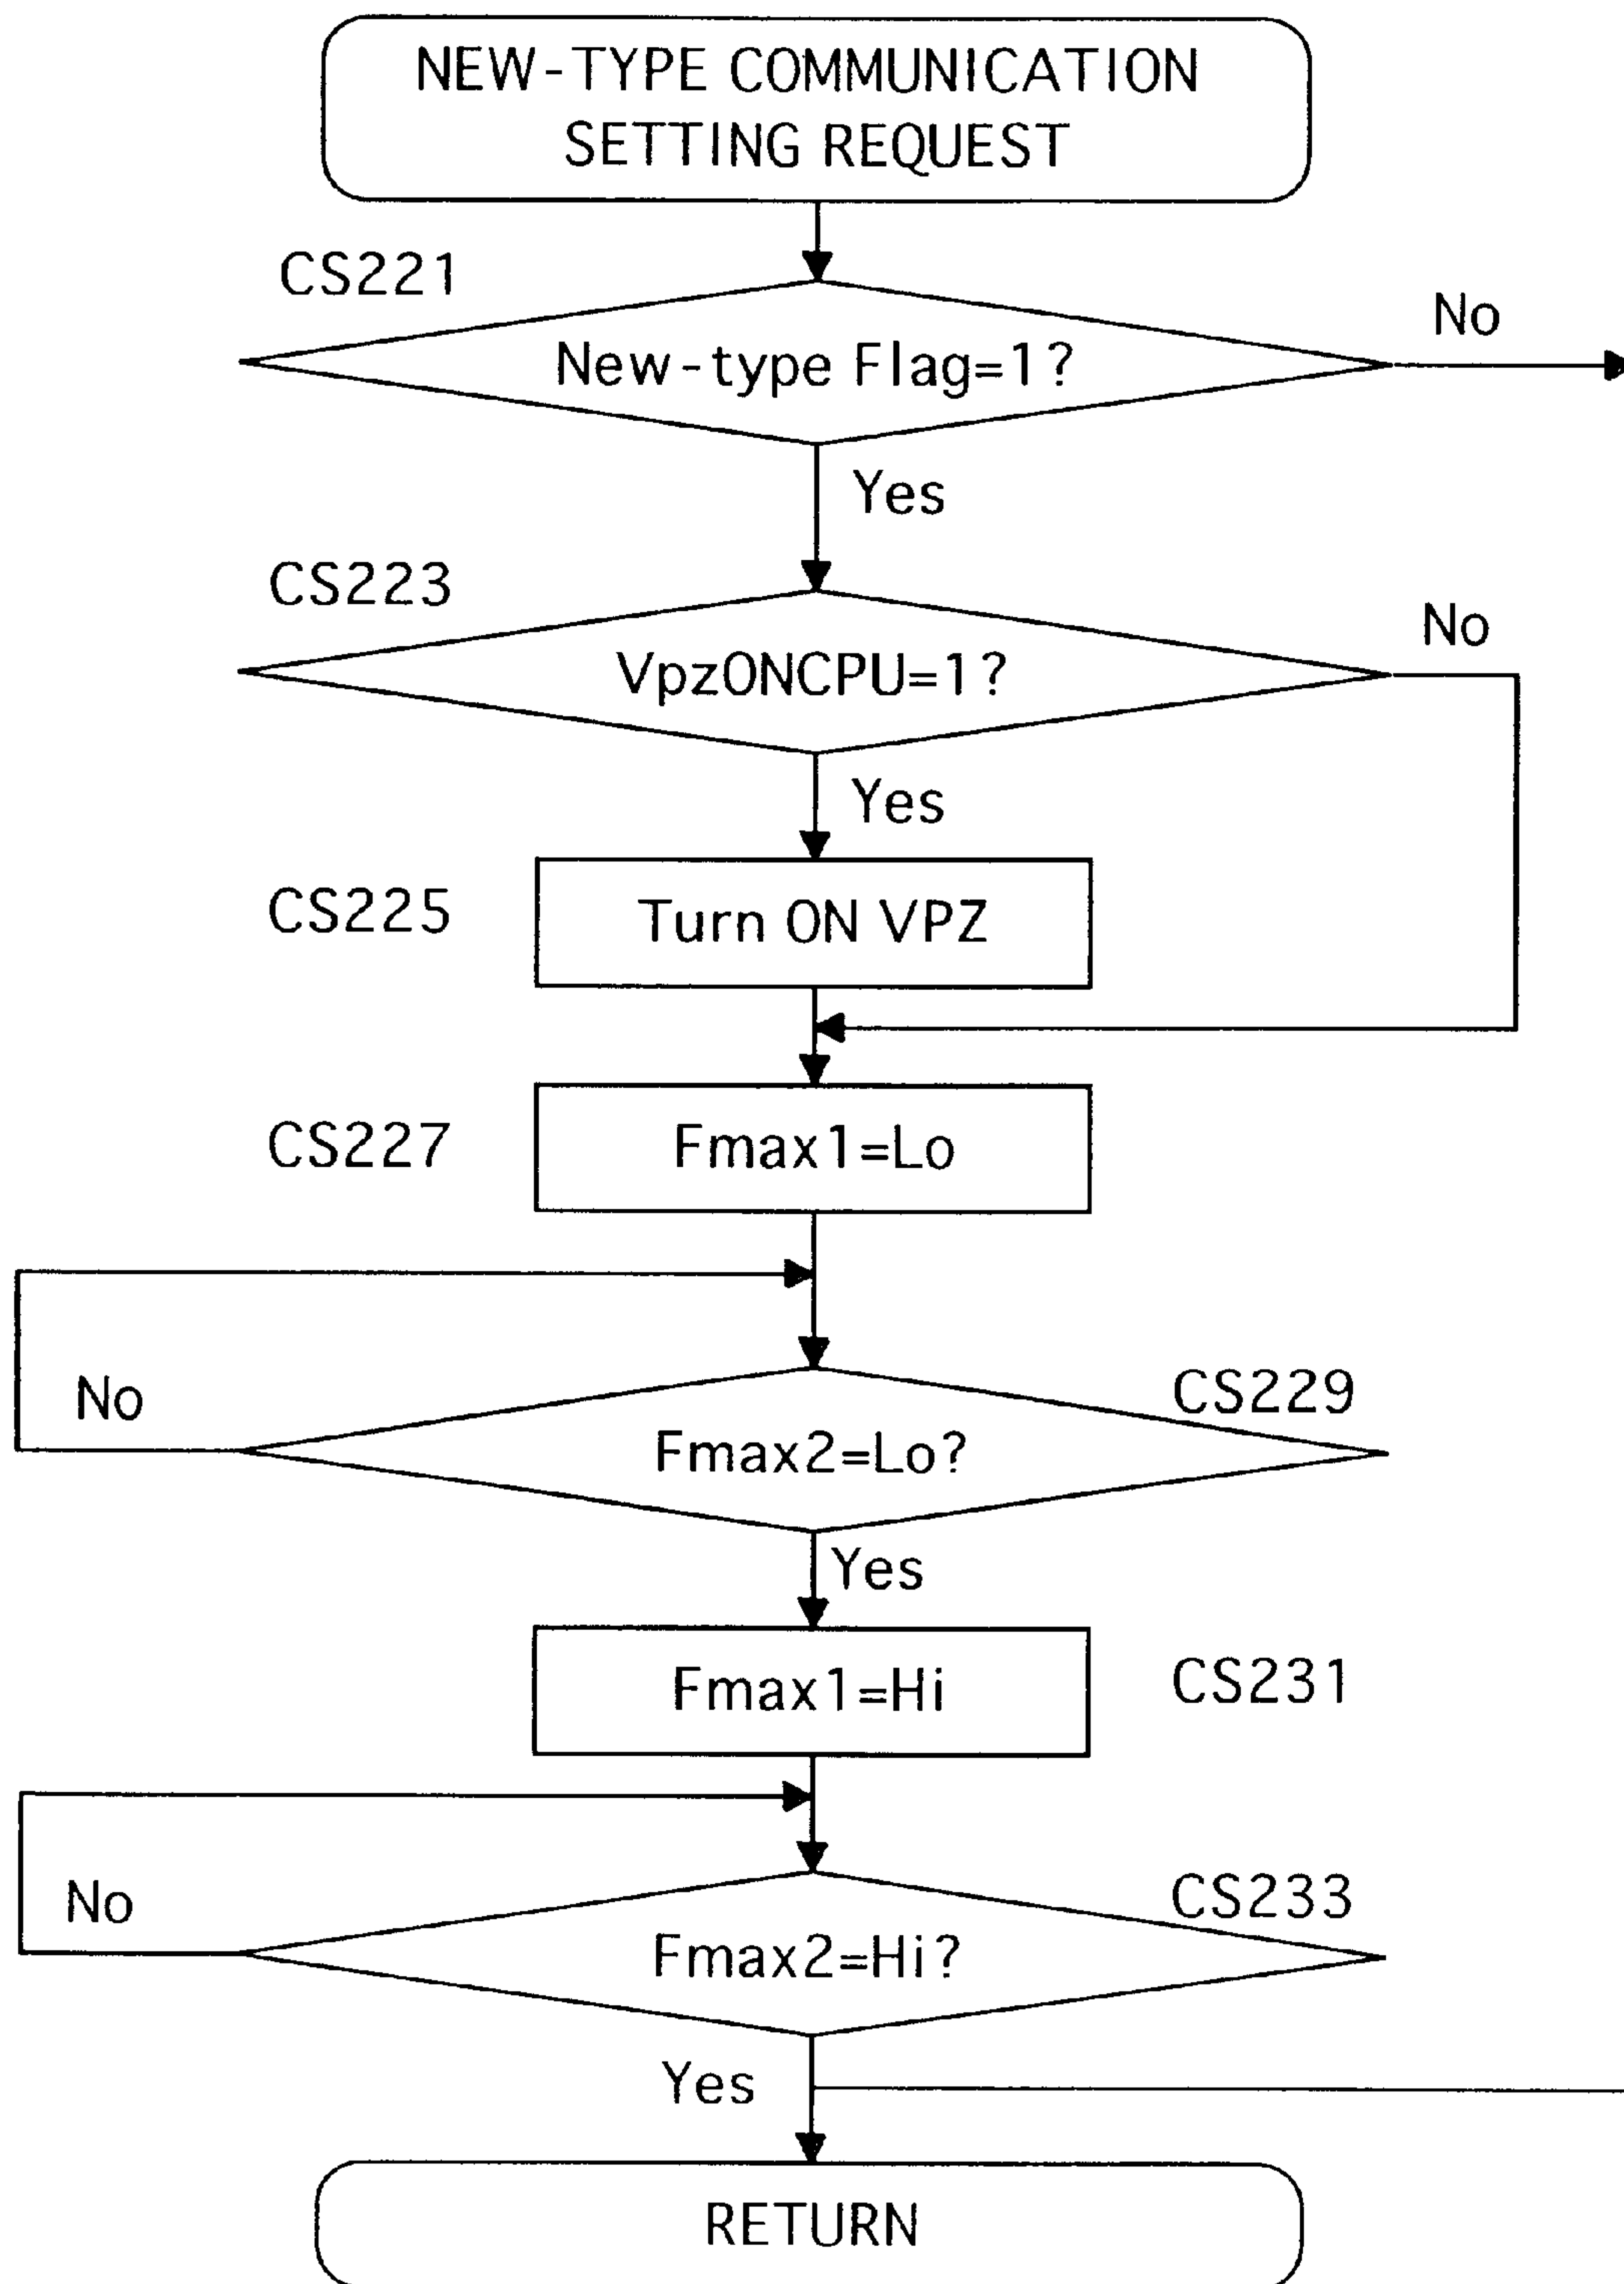 NEW-TYPE COMMUNICATION
SETTING REQUEST
CS221
No
New-type Flag=1?
Yes
CS223
No
VpzONCPU=1?
Yes
CS225
Turn ON VPZ
CS227
Fmax1=Lo
No
CS229
Fmax2=Lo?
Yes
Fmax1=Hi
CS231
No
CS233
Fmax2=Hi?
Yes
RETURN